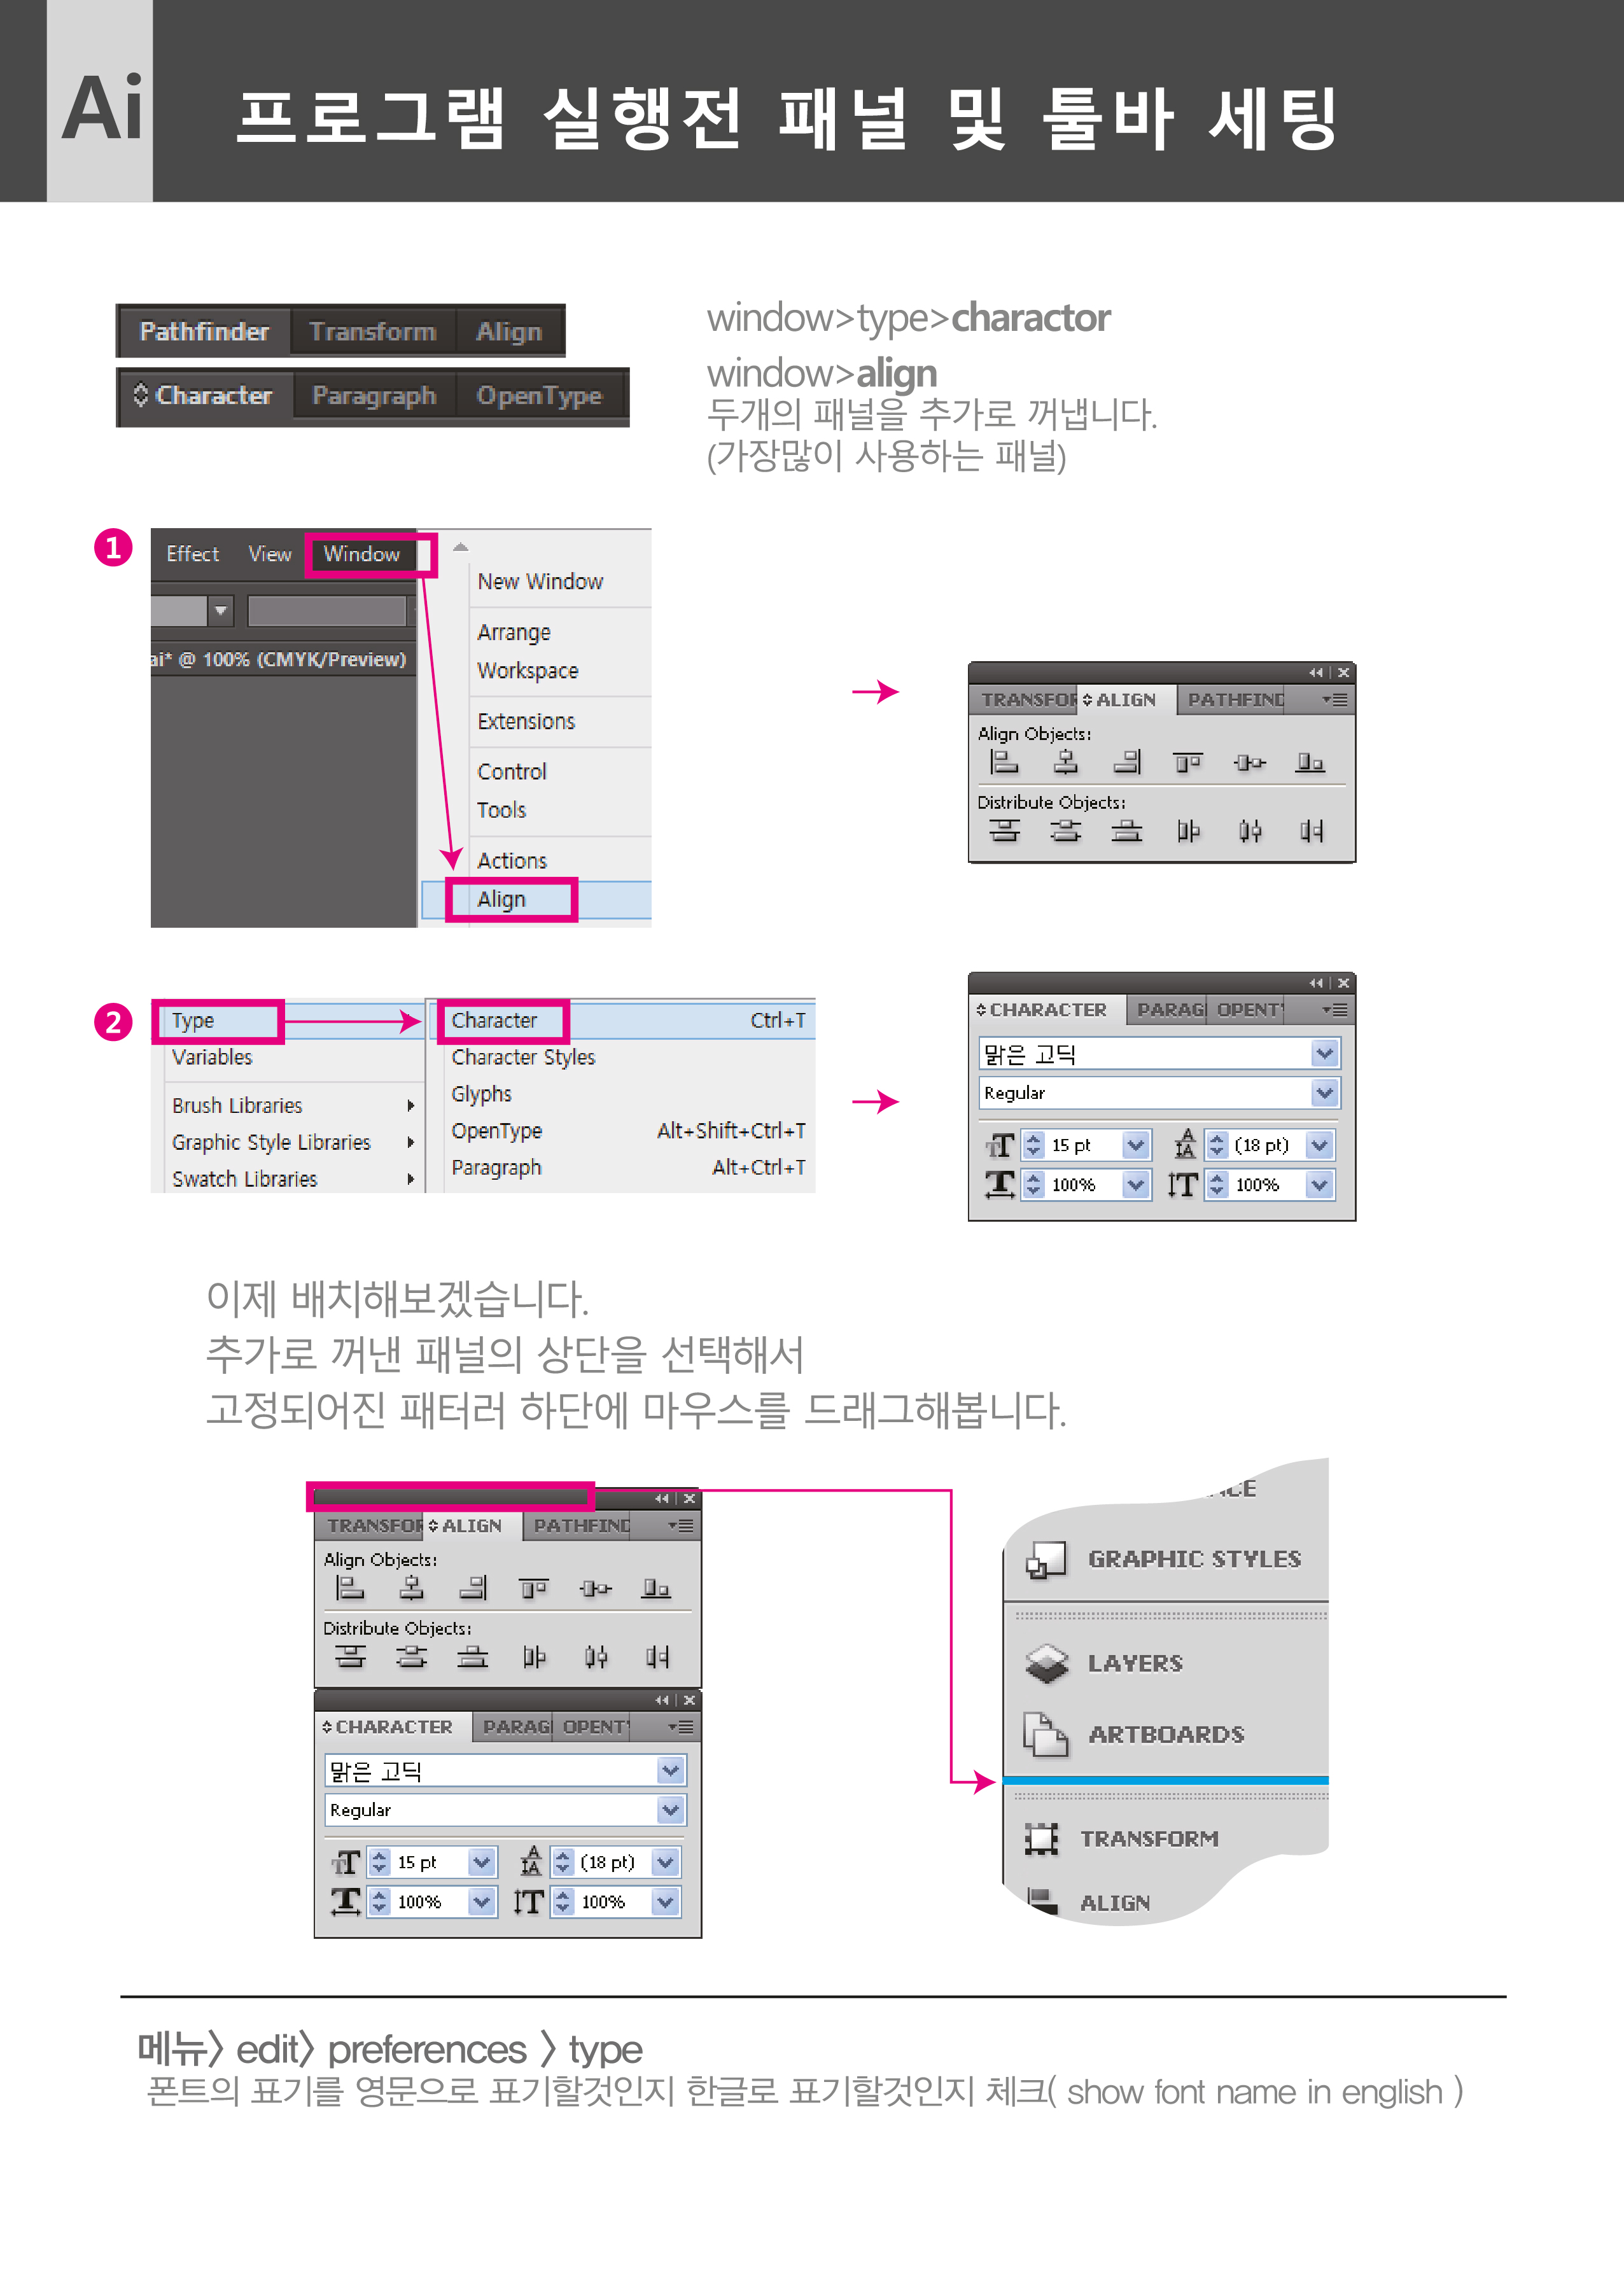 Ai
프로그램 실행전 패널 및 툴바 세팅
Pathfinder Transform Align
Character Paragraph OpenType
window>type>charactor
window>align
두개의 패널을 추가로 꺼냅니다.
(가장많이 사용하는 패널)
1
Effect View Window
ai* @ 100% (CMYK/Preview)
New Window
Arrange
Workspace
Extensions
Control
Tools
Actions
Align
TRANSFOR ALIGN PATHFIND
Align Objects:
Distribute Objects:
2
Type
Variables
Brush Libraries
Graphic Style Libraries
Swatch Libraries
Character Ctrl+T
Character Styles
Glyphs
OpenType Alt+Shift+Ctrl+T
Paragraph Alt+Ctrl+T
CHARACTER PARAG OPENT
맑은 고딕
Regular
15 pt (18 pt)
100% 100%
이제 배치해보겠습니다.
추가로 꺼낸 패널의 상단을 선택해서
고정되어진 패터러 하단에 마우스를 드래그해봅니다.
TRANSFOR ALIGN PATHFIND
Align Objects:
Distribute Objects:
CHARACTER PARAG OPENT
맑은 고딕
Regular
15 pt (18 pt)
100% 100%
GRAPHIC STYLES
LAYERS
ARTBOARDS
TRANSFORM
ALIGN
메뉴> edit> preferences > type
폰트의 표기를 영문으로 표기할것인지 한글로 표기할것인지 체크( show font name in english )